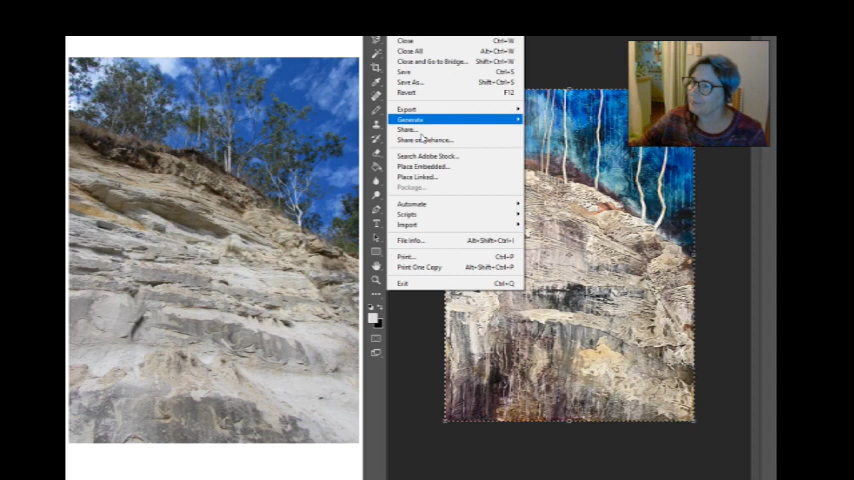 Close Ctrl+W
Close All Alt+Ctrl+W
Close and Go to Bridge... Shift+Ctrl+W
Save Ctrl+S
Save As... Shift+Ctrl+S
Revert F12
Export
Generate
Share...
Share on Behance...
Search Adobe Stock...
Place Embedded...
Place Linked...
Package...
Automate
Scripts
Import
File Info... Alt+Shift+Ctrl+I
Print... Ctrl+P
Print One Copy Alt+Shift+Ctrl+P
Exit Ctrl+Q